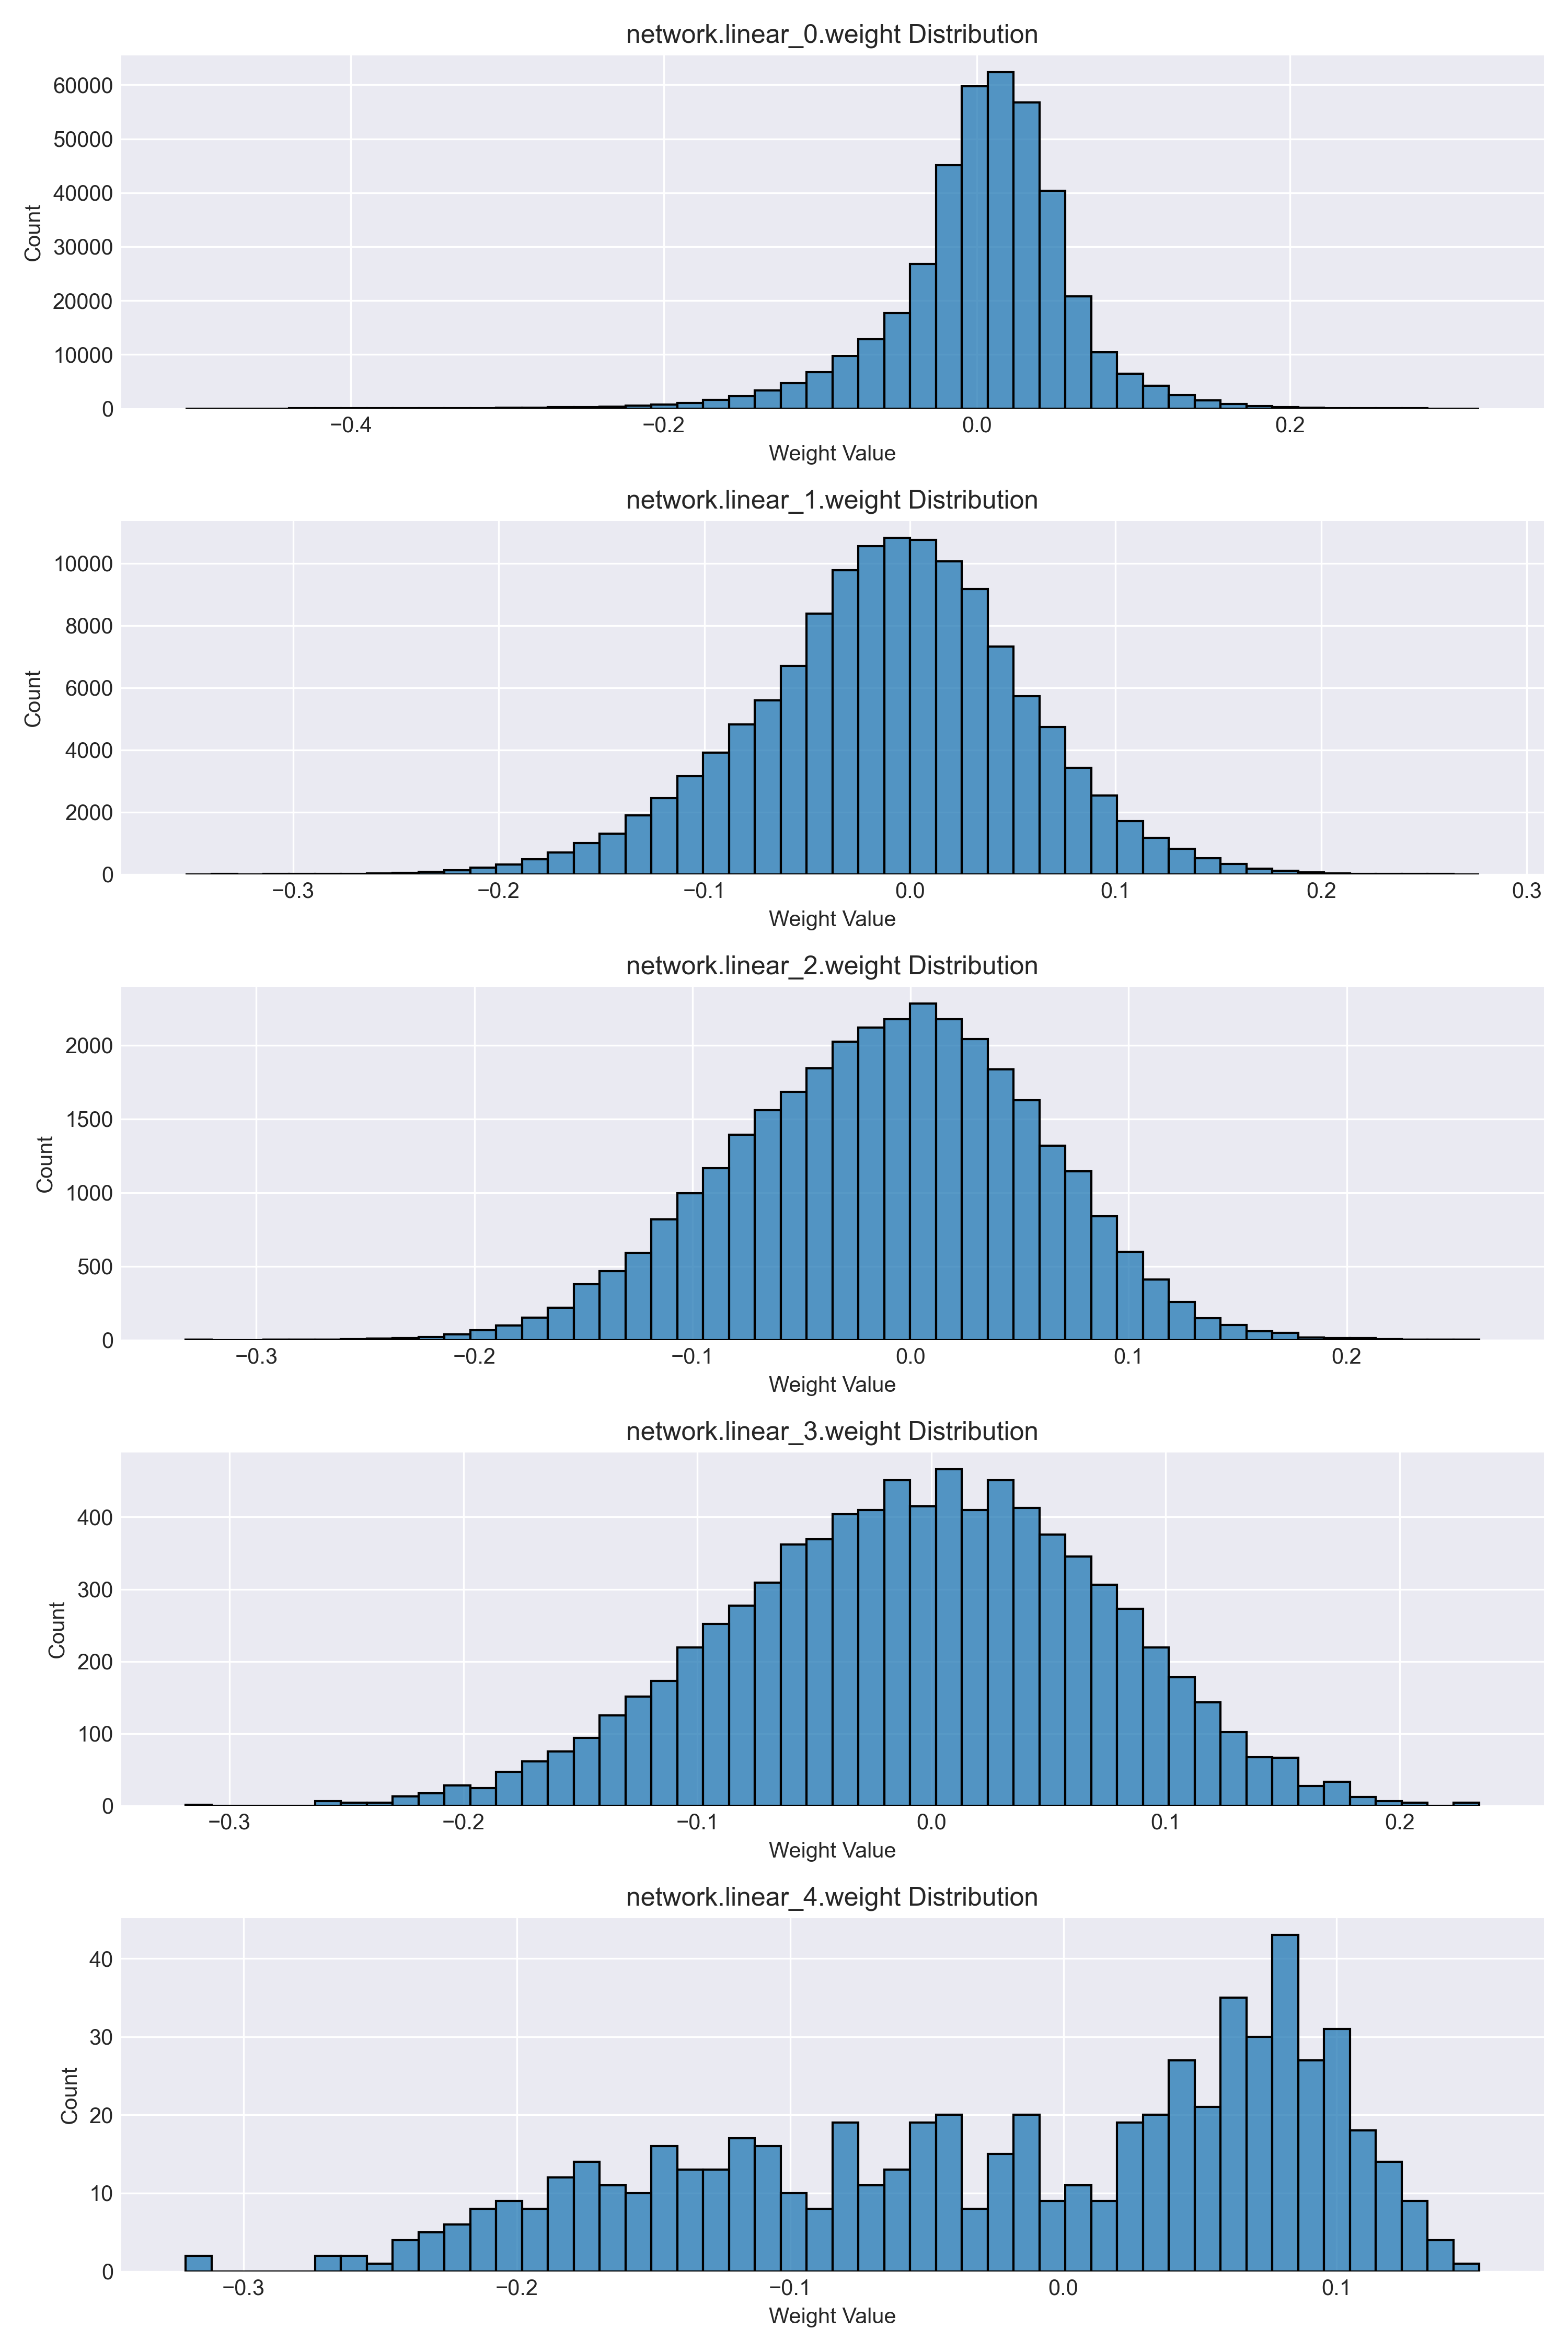 network.linear_0.weight Distribution
60000
50000
40000
30000
20000
10000
0
Count
−0.4 −0.2 0.0 0.2
Weight Value
network.linear_1.weight Distribution
10000
8000
6000
4000
2000
0
Count
−0.3 −0.2 −0.1 0.0 0.1 0.2 0.3
Weight Value
network.linear_2.weight Distribution
2000
1500
1000
500
0
Count
−0.3 −0.2 −0.1 0.0 0.1 0.2
Weight Value
network.linear_3.weight Distribution
400
300
200
100
0
Count
−0.3 −0.2 −0.1 0.0 0.1 0.2
Weight Value
network.linear_4.weight Distribution
40
30
20
10
0
Count
−0.3 −0.2 −0.1 0.0 0.1
Weight Value